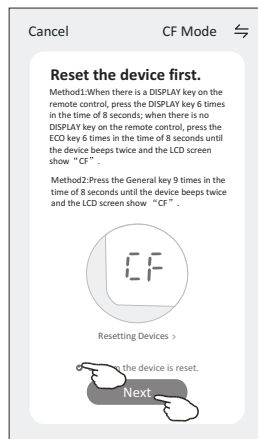 Cancel CF Mode
Reset the device first.
Method1:When there is a DISPLAY key on the
remote control, press the DISPLAY key 6 times
in the time of 8 seconds; when there is no
DISPLAY key on the remote control, press the
ECO key 6 times in the time of 8 seconds until
the device beeps twice and the LCD screen
show “CF”.
Method2:Press the General key 9 times in the
time of 8 seconds until the device beeps twice
and the LCD screen show “CF”.
CF
Resetting Devices >
the device is reset.
Next